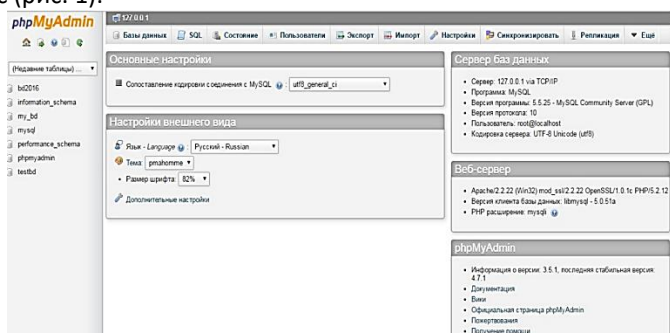 (рис. 1).
phpMyAdmin
(Недавние таблицы) ...
bd2016
information_schema
my_bd
mysql
performance_schema
phpmyadmin
testbd
127.0.0.1
Базы данных SQL Состояние Пользователи Экспорт Импорт Настройки Синхронизировать Репликация Ещё
Основные настройки
Сопоставление кодировки соединения с MySQL : utf8_general_ci
Настройки внешнего вида
Язык - Language : Русский - Russian
Тема: pmahomme
Размер шрифта: 82%
Дополнительные настройки
Сервер баз данных
Сервер: 127.0.0.1 via TCP/IP
Программа: MySQL
Версия программы: 5.5.25 - MySQL Community Server (GPL)
Версия протокола: 10
Пользователь: root@localhost
Кодировка сервера: UTF-8 Unicode (utf8)
Веб-сервер
Apache/2.2.22 (Win32) mod_ssl/2.2.22 OpenSSL/1.0.1c PHP/5.2.12
Версия клиента базы данных: libmysql - 5.0.51a
PHP расширение: mysqli
phpMyAdmin
Информация о версии: 3.5.1, последняя стабильная версия:
4.7.1
Документация
Вики
Официальная страница phpMyAdmin
Пожертвования
Получение помощи